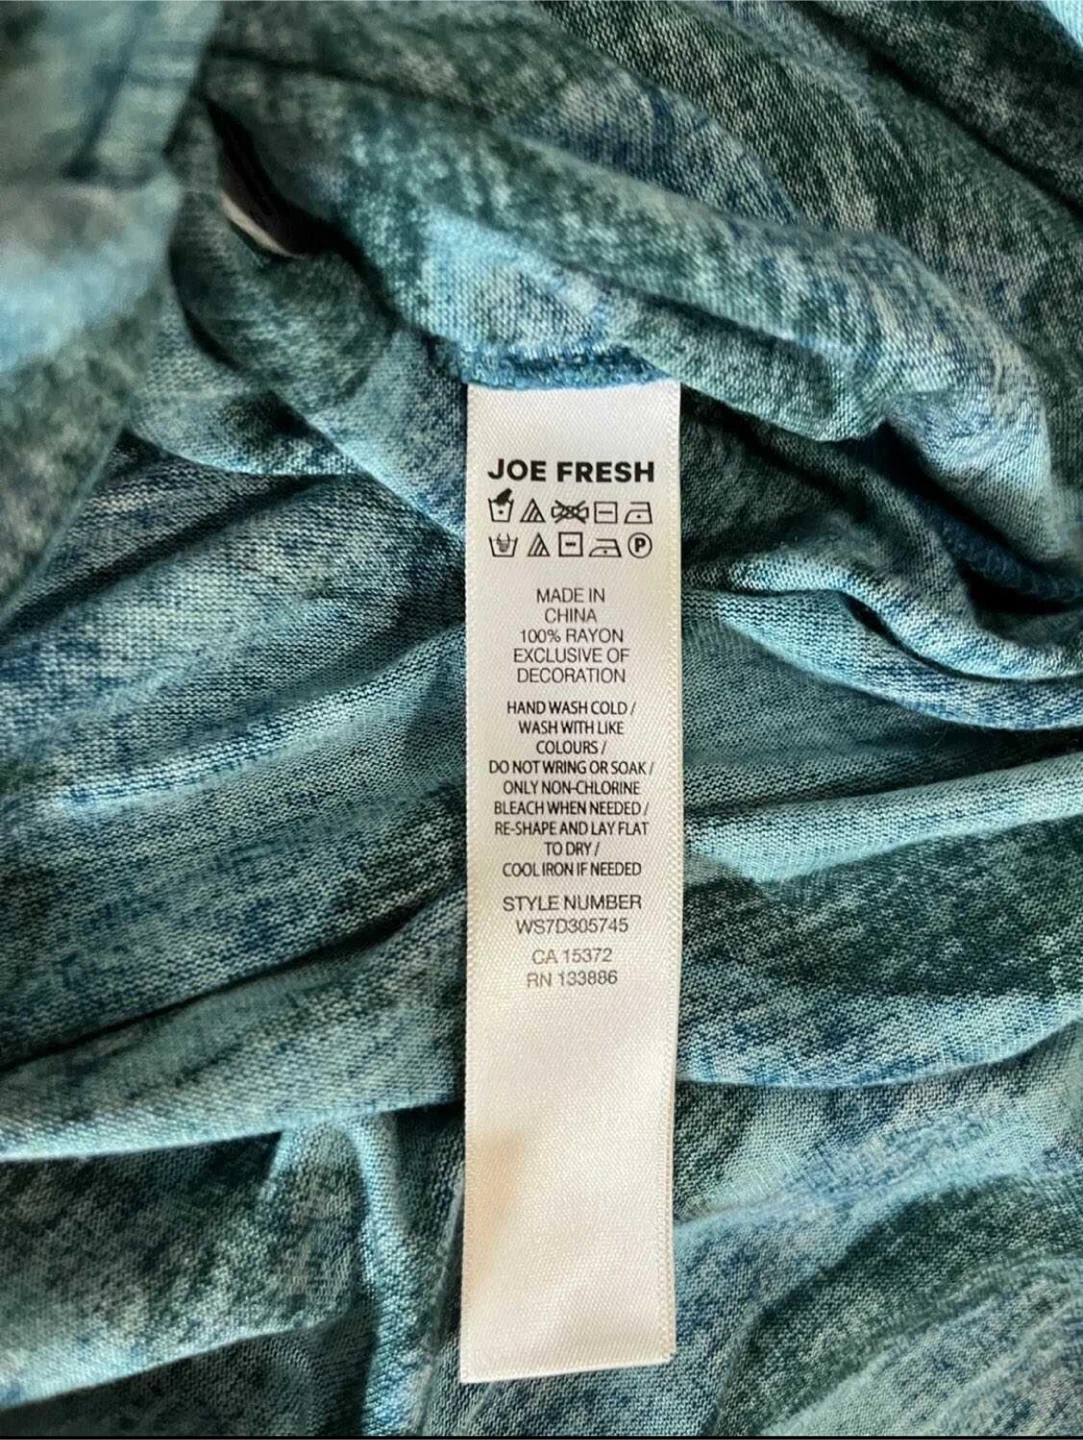 JOE FRESH
P
MADE IN
CHINA
100% RAYON
EXCLUSIVE OF
DECORATION
HAND WASH COLD /
WASH WITH LIKE
COLOURS /
DO NOT WRING OR SOAK /
ONLY NON-CHLORINE
BLEACH WHEN NEEDED /
RE-SHAPE AND LAY FLAT
TO DRY /
COOL IRON IF NEEDED
STYLE NUMBER
WS7D305745
CA 15372
RN 133886